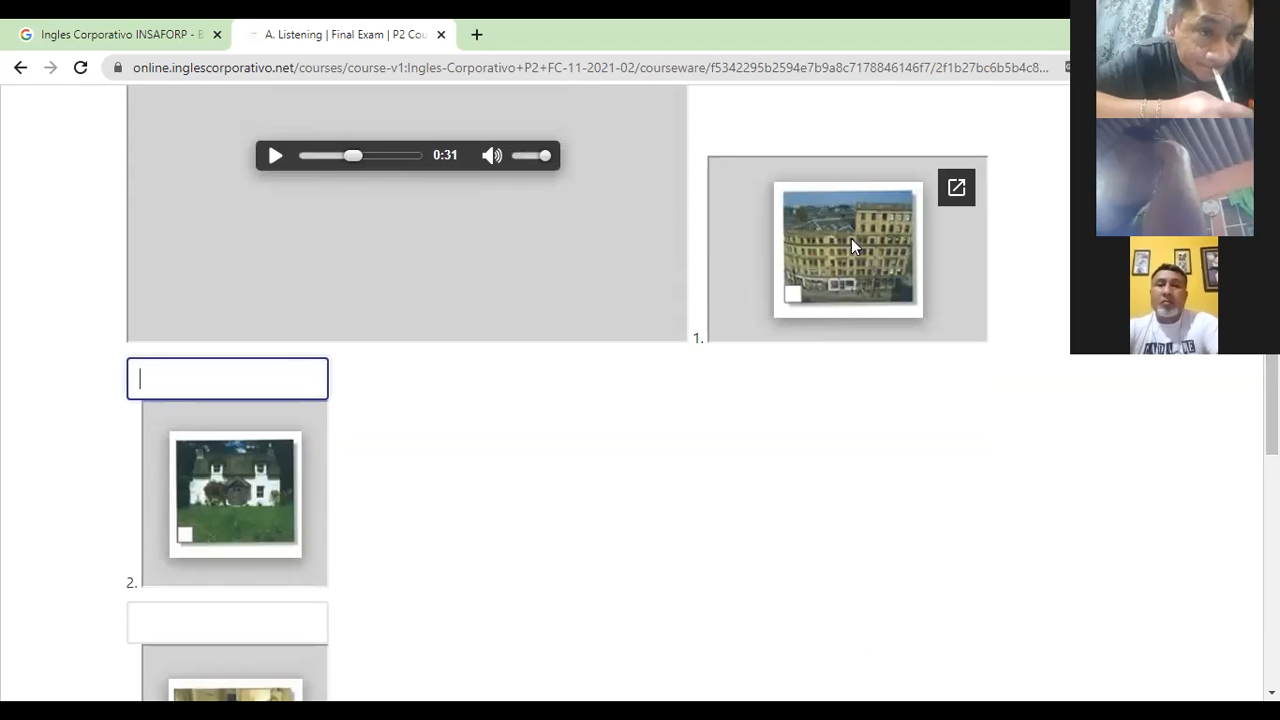 Ingles Corporativo INSAFORP - B
A. Listening | Final Exam | P2 Cou
online.inglescorporativo.net/courses/course-v1:Ingles-Corporativo+P2+FC-11-2021-02/courseware/f5342295b2594e7b9a8c7178846146f7/2f1b27bc6b5b4c8...
0:31
1.
2.